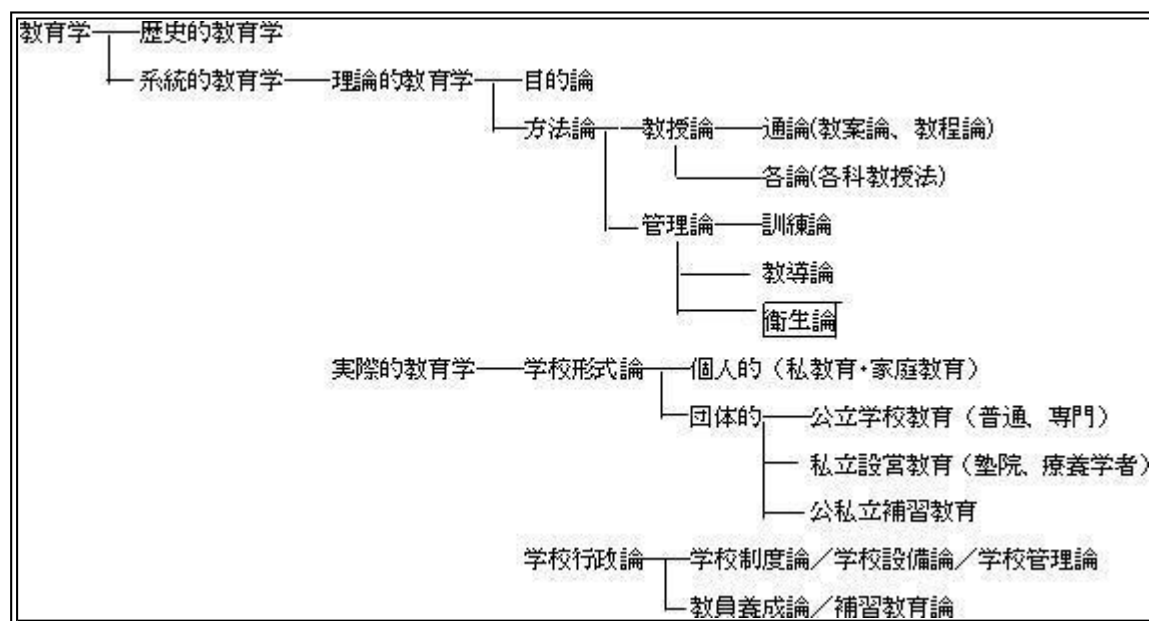 教育学 歴史的教育学
系統的教育学 理論的教育学 目的論
方法論 教授論 通論(教案論、教程論)
各論(各科教授法)
管理論 訓練論
教導論
衛生論
実際的教育学 学校形式論 個人的（私教育・家庭教育）
団体的 公立学校教育（普通、専門）
私立設営教育（塾院、療養学者）
公私立補習教育
学校行政論 学校制度論／学校設備論／学校管理論
教員養成論／補習教育論